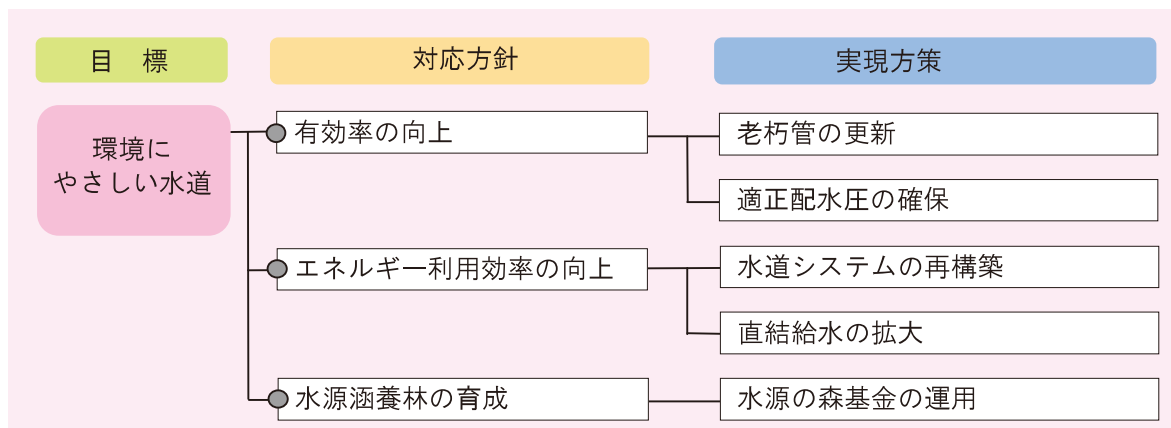 目　標
対応方針
実現方策
環境に
やさしい水道
有効率の向上
老朽管の更新
適正配水圧の確保
エネルギー利用効率の向上
水道システムの再構築
直結給水の拡大
水源涵養林の育成
水源の森基金の運用